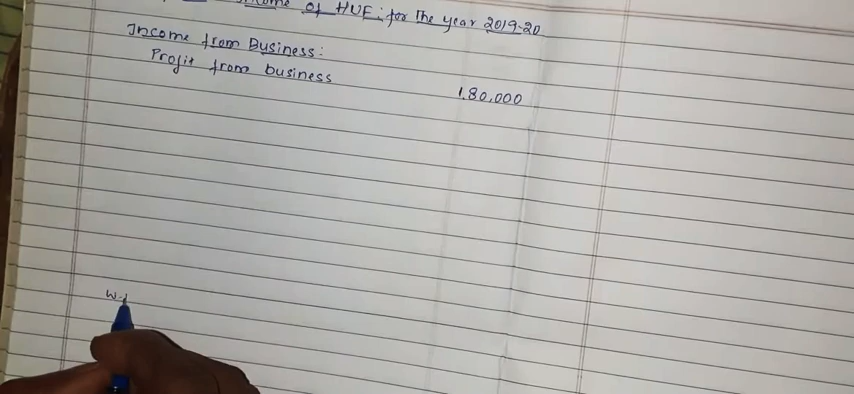 of HUF: for the year 2019-20
Income from Business:
Profit from business
1,80,000
W